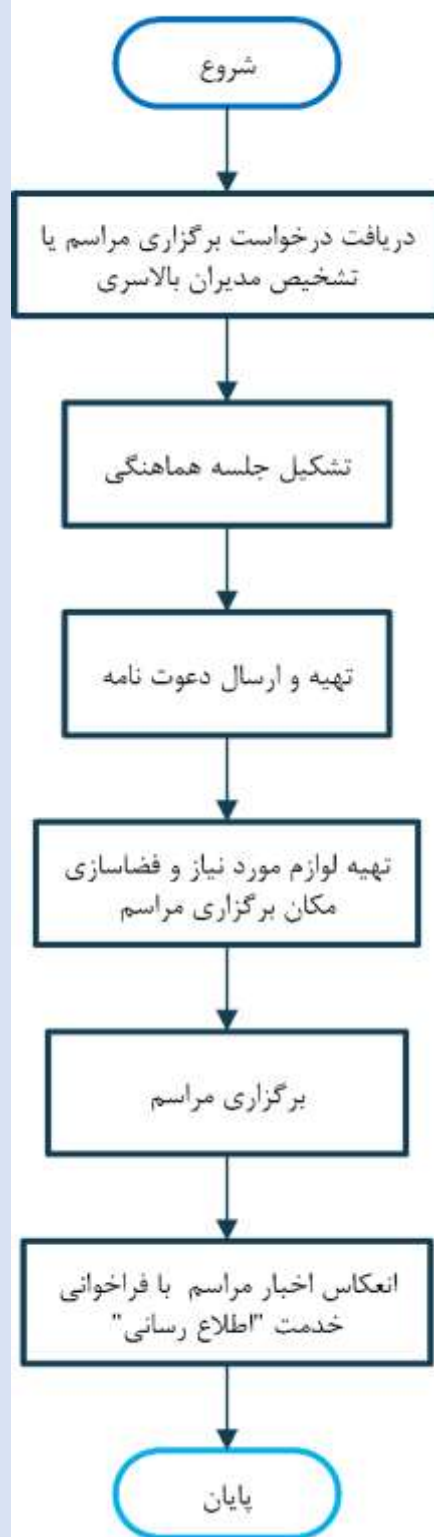 شروع
دریافت درخواست برگزاری مراسم یا
تشخیص مدیران بالاسری
تشکیل جلسه هماهنگی
تهیه و ارسال دعوت نامه
تهیه لوازم مورد نیاز و فضاسازی
مکان برگزاری مراسم
برگزاری مراسم
انعکاس اخبار مراسم با فراخوانی
خدمت "اطلاع رسانی"
پایان